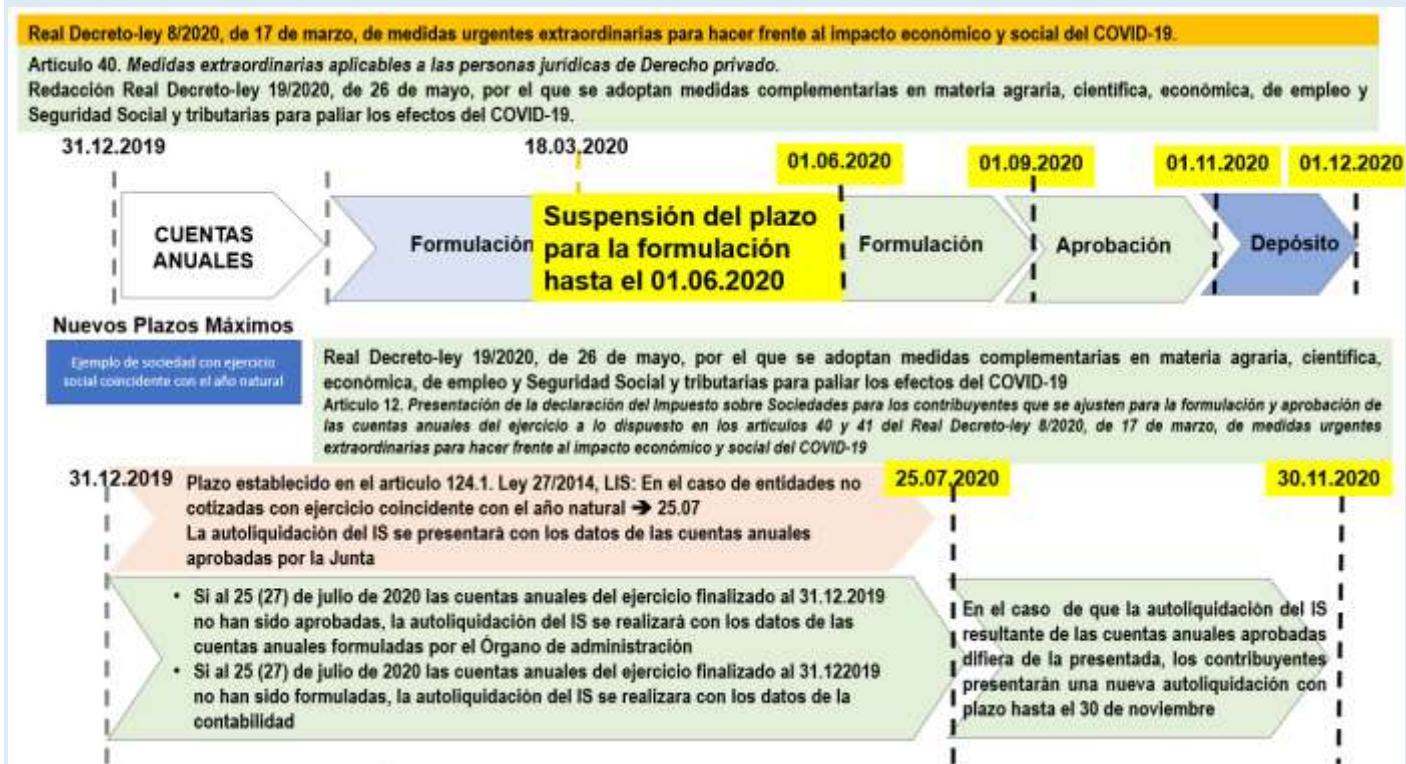 Real Decreto-ley 8/2020, de 17 de marzo, de medidas urgentes extraordinarias para hacer frente al impacto económico y social del COVID-19.
Artículo 40. Medidas extraordinarias aplicables a las personas jurídicas de Derecho privado.
Redacción Real Decreto-ley 19/2020, de 26 de mayo, por el que se adoptan medidas complementarias en materia agraria, científica, económica, de empleo y
Seguridad Social y tributarias para paliar los efectos del COVID-19.
31.12.2019
18.03.2020
01.06.2020
01.09.2020
01.11.2020
01.12.2020
CUENTAS
ANUALES
Formulación
Suspensión del plazo
para la formulación
hasta el 01.06.2020
Formulación
Aprobación
Depósito
Nuevos Plazos Máximos
Ejemplo de sociedad con ejercicio
social coincidente con el año natural
Real Decreto-ley 19/2020, de 26 de mayo, por el que se adoptan medidas complementarias en materia agraria, científica,
económica, de empleo y Seguridad Social y tributarias para paliar los efectos del COVID-19
Artículo 12. Presentación de la declaración del Impuesto sobre Sociedades para los contribuyentes que se ajusten para la formulación y aprobación de
las cuentas anuales del ejercicio a lo dispuesto en los artículos 40 y 41 del Real Decreto-ley 8/2020, de 17 de marzo, de medidas urgentes
extraordinarias para hacer frente al impacto económico y social del COVID-19
31.12.2019
Plazo establecido en el artículo 124.1. Ley 27/2014, LIS: En el caso de entidades no
cotizadas con ejercicio coincidente con el año natural ➔ 25.07
La autoliquidación del IS se presentará con los datos de las cuentas anuales
aprobadas por la Junta
25.07.2020
30.11.2020
• Si al 25 (27) de julio de 2020 las cuentas anuales del ejercicio finalizado al 31.12.2019
no han sido aprobadas, la autoliquidación del IS se realizará con los datos de las
cuentas anuales formuladas por el Órgano de administración
• Si al 25 (27) de julio de 2020 las cuentas anuales del ejercicio finalizado al 31.122019
no han sido formuladas, la autoliquidación del IS se realizara con los datos de la
contabilidad
En el caso de que la autoliquidación del IS
resultante de las cuentas anuales aprobadas
difiera de la presentada, los contribuyentes
presentarán una nueva autoliquidación con
plazo hasta el 30 de noviembre